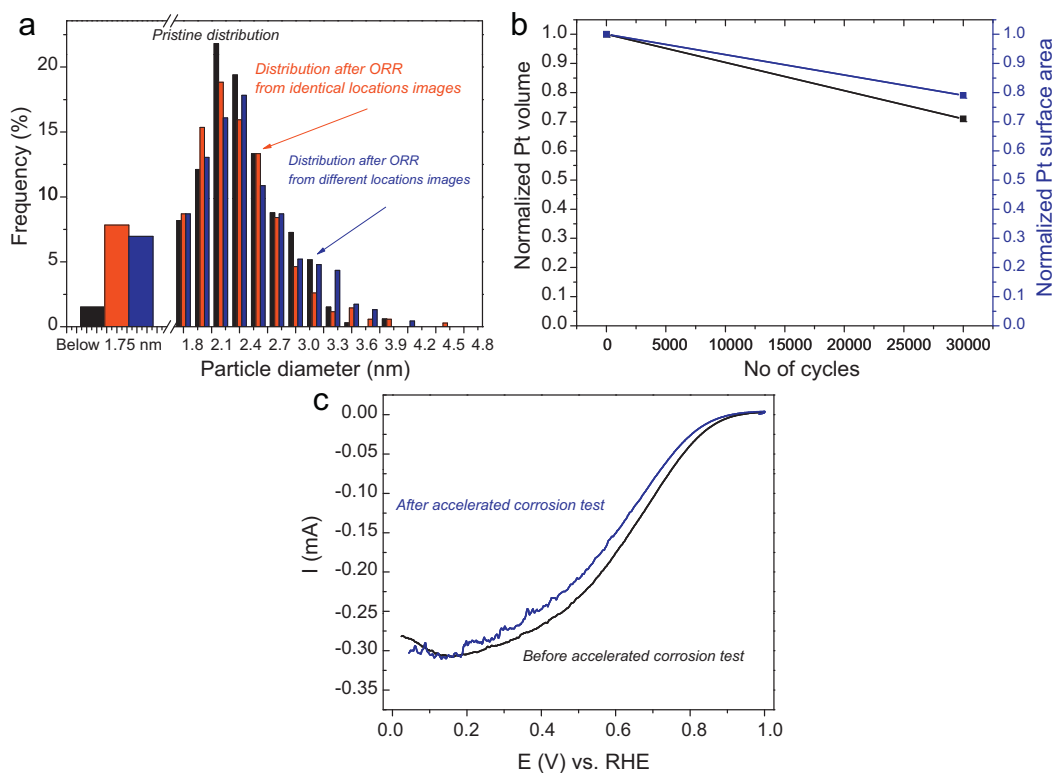 a
Pristine distribution
Distribution after ORR
from identical locations images
Distribution after ORR
from different locations images
20
15
10
5
0
Frequency (%)
Below 1.75 nm
1.8 2.1 2.4 2.7 3.0 3.3 3.6 3.9 4.2 4.5 4.8
Particle diameter (nm)
b
1.0
0.9
0.8
0.7
0.6
0.5
0.4
0.3
0.2
0.1
0.0
Normalized Pt volume
1.0
0.9
0.8
0.7
0.6
0.5
0.4
0.3
0.2
0.1
0.0
Normalized Pt surface area
0 5000 10000 15000 20000 25000 30000
No of cycles
c
0.00
-0.05
-0.10
-0.15
-0.20
-0.25
-0.30
-0.35
I (mA)
After accelerated corrosion test
Before accelerated corrosion test
0.0 0.2 0.4 0.6 0.8 1.0
E (V) vs. RHE